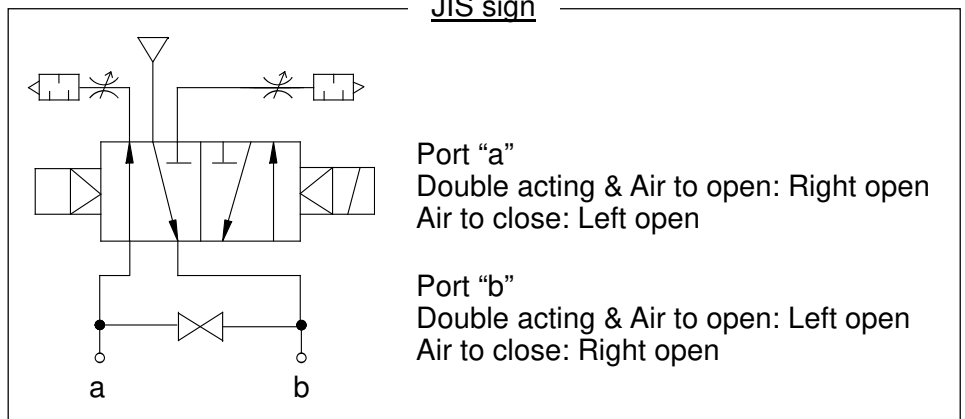 JIS sign
Port “a”
Double acting & Air to open: Right open
Air to close: Left open
Port “b”
Double acting & Air to open: Left open
Air to close: Right open
a b